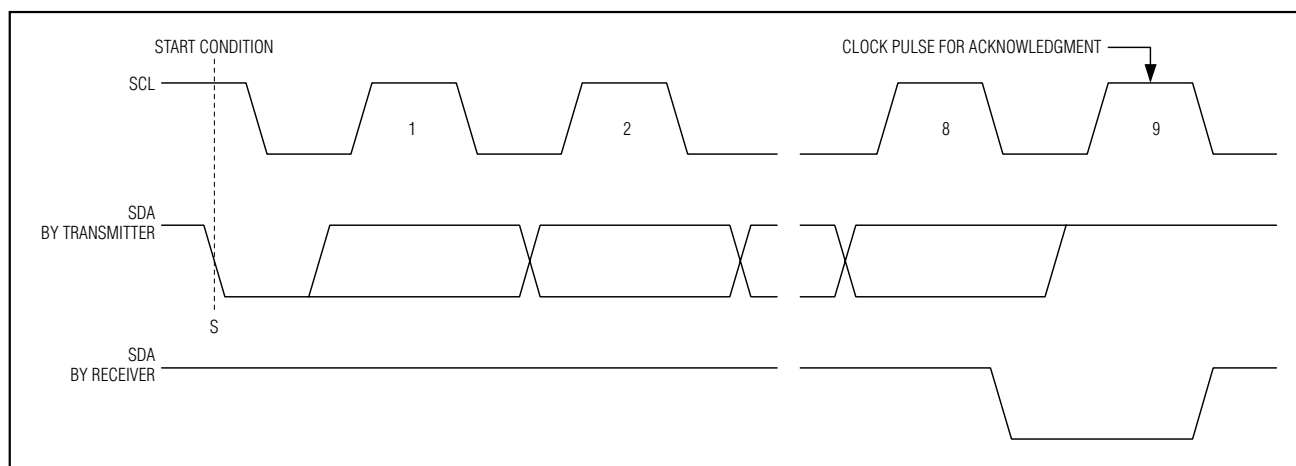 START CONDITION
CLOCK PULSE FOR ACKNOWLEDGMENT
SCL
1
2
8
9
SDA
BY TRANSMITTER
S
SDA
BY RECEIVER